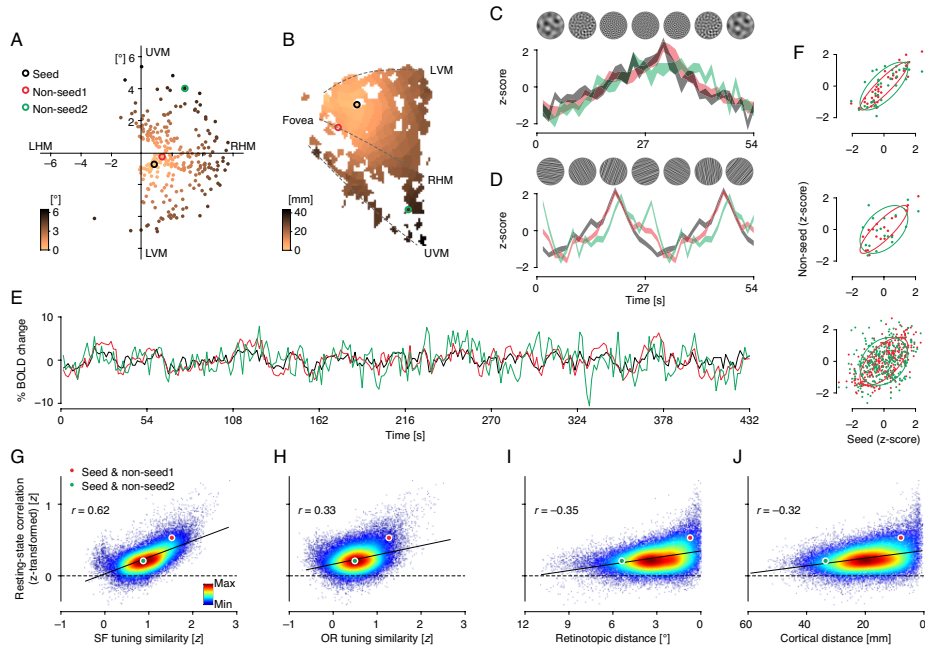 A
UVM
[°]
6
4
2
Seed
Non-seed1
Non-seed2
LHM
−6
−4
−2
RHM
[°]
6
3
0
LVM
B
LVM
Fovea
RHM
UVM
[mm]
40
20
0
C
z-score
2
0
−2
0
27
54
D
z-score
2
0
−2
0
27
54
Time [s]
F
2
0
−2
−2
0
2
2
0
−2
−2
0
2
2
0
−2
−2
0
2
Non-seed (z-score)
Seed (z-score)
E
% BOLD change
10
0
−10
0
54
108
162
216
270
324
378
432
Time [s]
G
Seed & non-seed1
Seed & non-seed2
Resting-state correlation
(z-transformed) [z]
r = 0.62
1
0
Max
Min
−1
0
1
2
3
SF tuning similarity [z]
H
r = 0.33
−1
0
1
2
3
OR tuning similarity [z]
I
r = −0.35
12
9
6
3
0
Retinotopic distance [°]
J
r = −0.32
60
40
20
0
Cortical distance [mm]